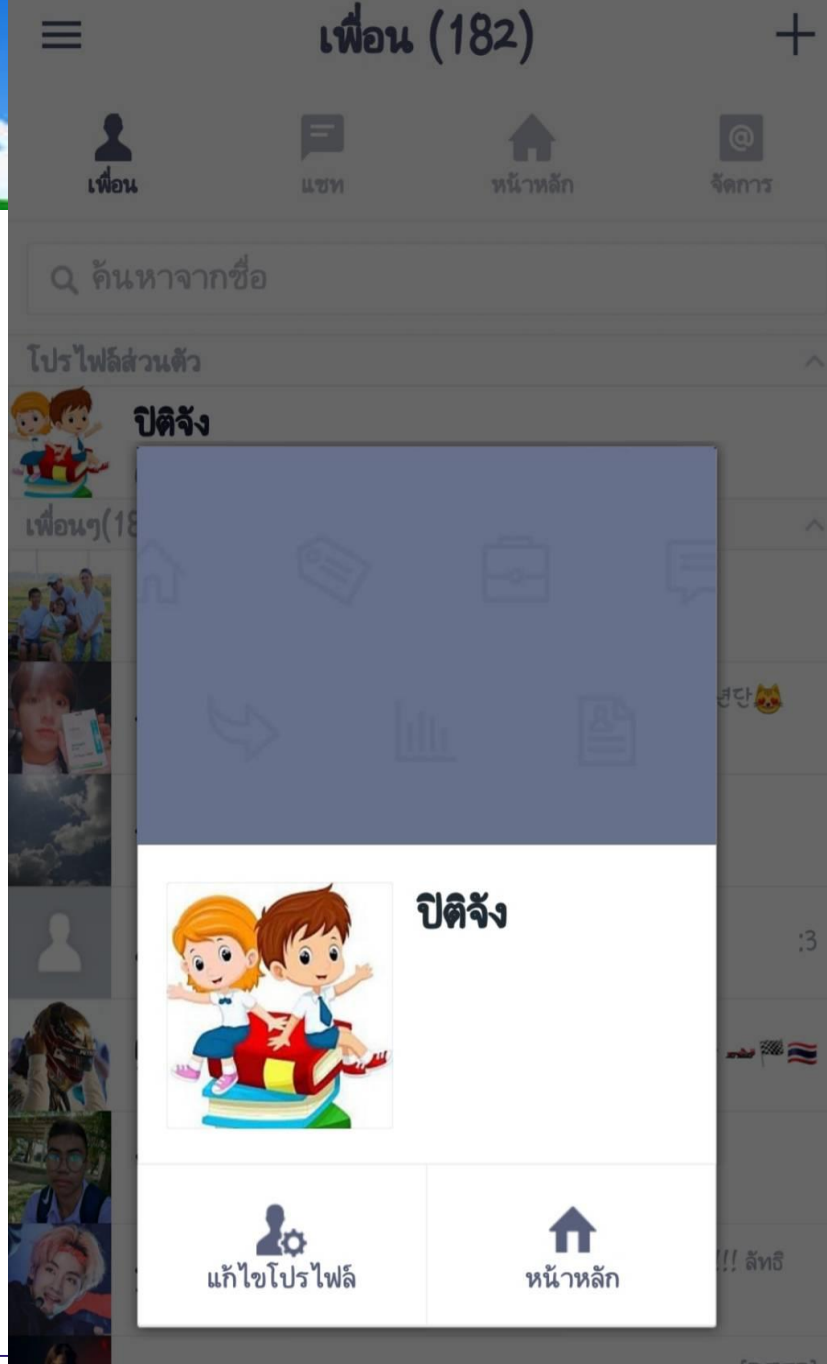 เพื่อน (182)
เพื่อน
แชท
หน้าหลัก
@
จัดการ
ค้นหาจากชื่อ
โปรไฟล์ส่วนตัว
ปิติจัง
เพื่อนๆ(18
년단😻
ปิติจัง
:3
แก้ไขโปรไฟล์
หน้าหลัก
!!! ลัทธิ